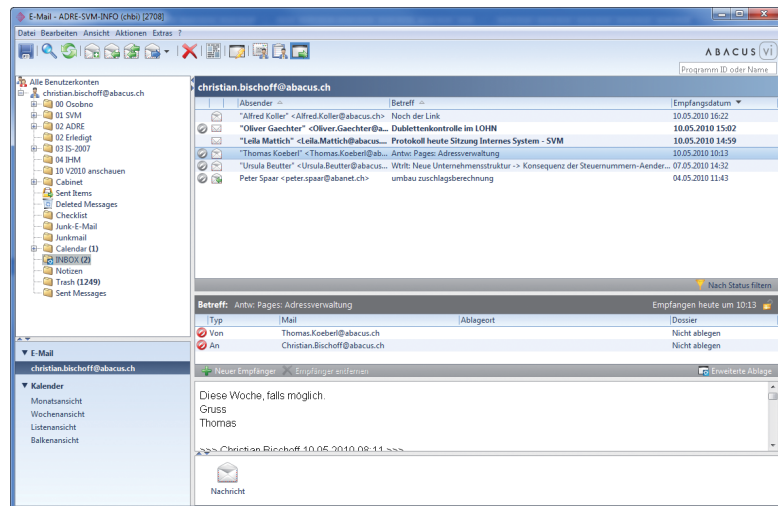 E-Mail - ADRE-SVM-INFO (chbi) [2708]
Datei Bearbeiten Ansicht Aktionen Extras ?
ABACUS vi
Programm ID oder Name
Alle Benutzerkonten
christian.bischoff@abacus.ch
00 Osobno
01 SVM
02 ADRE
02 Erledigt
03 IS-2007
04 IHM
10 V2010 anschauen
Cabinet
Sent Items
Deleted Messages
Checklist
Junk-E-Mail
Junkmail
Calendar (1)
INBOX (2)
Notizen
Trash (1249)
Sent Messages
E-Mail
christian.bischoff@abacus.ch
Kalender
Monatsansicht
Wochenansicht
Listenansicht
Balkenansicht
christian.bischoff@abacus.ch
Absender Betreff Empfangsdatum
"Alfred Koller" <Alfred.Koller@abacus.ch> Noch der Link 10.05.2010 16:22
"Oliver Gaechter" <Oliver.Gaechter@a... Dublettenkontrolle im LOHN 10.05.2010 15:02
"Leila Mattich" <Leila.Mattich@abacus.... Protokoll heute Sitzung Internes System - SVM 10.05.2010 14:59
"Thomas Koeberl" <Thomas.Koeberl@ab... Antw: Pages: Adressverwaltung 10.05.2010 10:13
"Ursula Beutter" <Ursula.Beutter@abacus... Wtrlt: Neue Unternehmensstruktur -> Konsequenz der Steuernummern-Aender... 07.05.2010 14:32
Peter Spaar <peter.spaar@abanet.ch> umbau zuschlagsberechnung 04.05.2010 11:43
Nach Status filtern
Betreff: Antw: Pages: Adressverwaltung Empfangen heute um 10:13
Typ Mail Ablageort Dossier
Von Thomas.Koeberl@abacus.ch Nicht ablegen
An Christian.Bischoff@abacus.ch Nicht ablegen
Neuer Empfänger Empfänger entfernen Erweiterte Ablage
Diese Woche, falls möglich.
Gruss
Thomas
>>> Christian Bischoff 10.05.2010 08:11 >>>
Nachricht